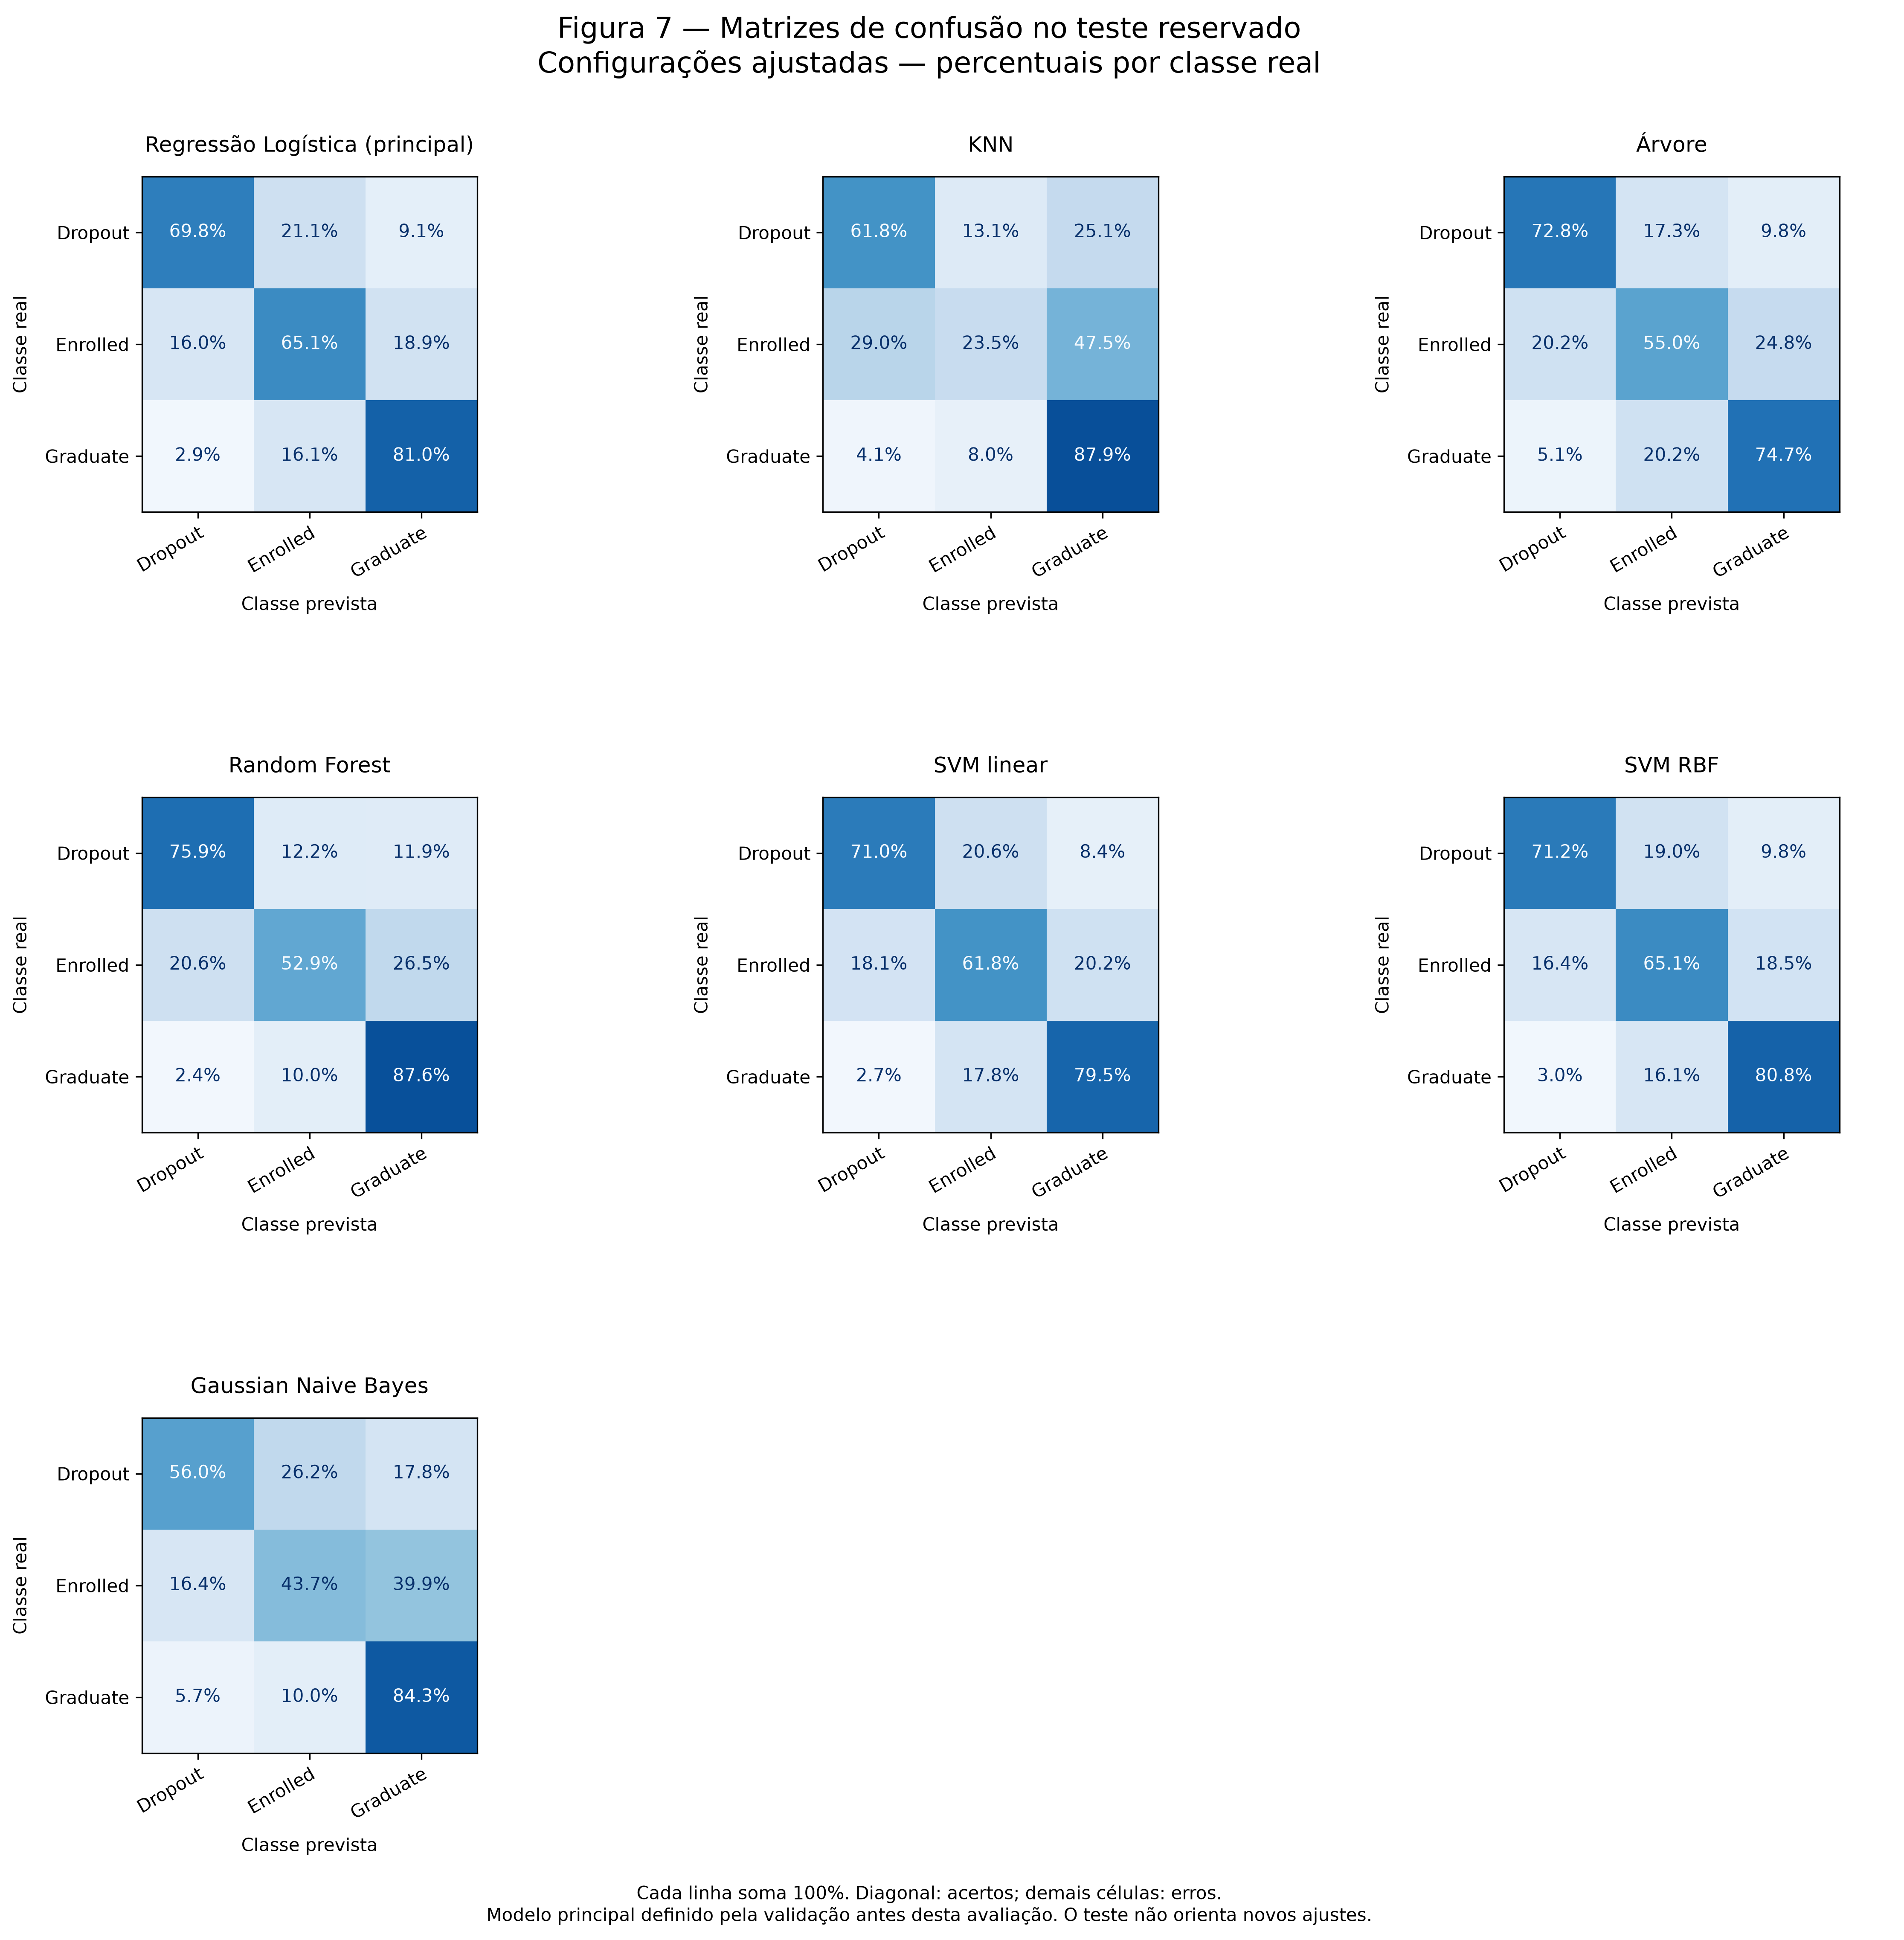 Figura 7 — Matrizes de confusão no teste reservado
Configurações ajustadas — percentuais por classe real
Regressão Logística (principal)
Classe real
Dropout 69.8% 21.1% 9.1%
Enrolled 16.0% 65.1% 18.9%
Graduate 2.9% 16.1% 81.0%
Dropout Enrolled Graduate
Classe prevista
KNN
Classe real
Dropout 61.8% 13.1% 25.1%
Enrolled 29.0% 23.5% 47.5%
Graduate 4.1% 8.0% 87.9%
Dropout Enrolled Graduate
Classe prevista
Árvore
Classe real
Dropout 72.8% 17.3% 9.8%
Enrolled 20.2% 55.0% 24.8%
Graduate 5.1% 20.2% 74.7%
Dropout Enrolled Graduate
Classe prevista
Random Forest
Classe real
Dropout 75.9% 12.2% 11.9%
Enrolled 20.6% 52.9% 26.5%
Graduate 2.4% 10.0% 87.6%
Dropout Enrolled Graduate
Classe prevista
SVM linear
Classe real
Dropout 71.0% 20.6% 8.4%
Enrolled 18.1% 61.8% 20.2%
Graduate 2.7% 17.8% 79.5%
Dropout Enrolled Graduate
Classe prevista
SVM RBF
Classe real
Dropout 71.2% 19.0% 9.8%
Enrolled 16.4% 65.1% 18.5%
Graduate 3.0% 16.1% 80.8%
Dropout Enrolled Graduate
Classe prevista
Gaussian Naive Bayes
Classe real
Dropout 56.0% 26.2% 17.8%
Enrolled 16.4% 43.7% 39.9%
Graduate 5.7% 10.0% 84.3%
Dropout Enrolled Graduate
Classe prevista
Cada linha soma 100%. Diagonal: acertos; demais células: erros.
Modelo principal definido pela validação antes desta avaliação. O teste não orienta novos ajustes.